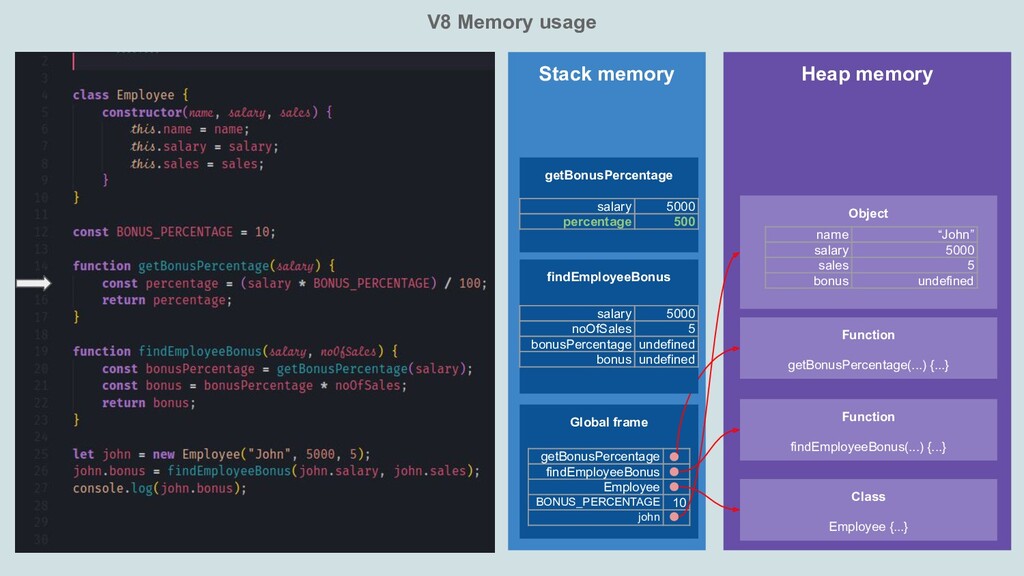 V8 Memory usage
2
3
4 class Employee {
5 constructor(name, salary, sales) {
6 this.name = name;
7 this.salary = salary;
8 this.sales = sales;
9 }
10 }
11
12 const BONUS_PERCENTAGE = 10;
13
14 function getBonusPercentage(salary) {
const percentage = (salary * BONUS_PERCENTAGE) / 100;
16 return percentage;
17 }
18
19 function findEmployeeBonus(salary, noOfSales) {
20 const bonusPercentage = getBonusPercentage(salary);
21 const bonus = bonusPercentage * noOfSales;
22 return bonus;
23 }
24
25 let john = new Employee("John", 5000, 5);
26 john.bonus = findEmployeeBonus(john.salary, john.sales);
27 console.log(john.bonus);
28
29
30
Stack memory
getBonusPercentage
salary 5000
percentage 500
findEmployeeBonus
salary 5000
noOfSales 5
bonusPercentage undefined
bonus undefined
Global frame
getBonusPercentage
findEmployeeBonus
Employee
BONUS_PERCENTAGE 10
john
Heap memory
Object
name “John”
salary 5000
sales 5
bonus undefined
Function
getBonusPercentage(...) {...}
Function
findEmployeeBonus(...) {...}
Class
Employee {...}